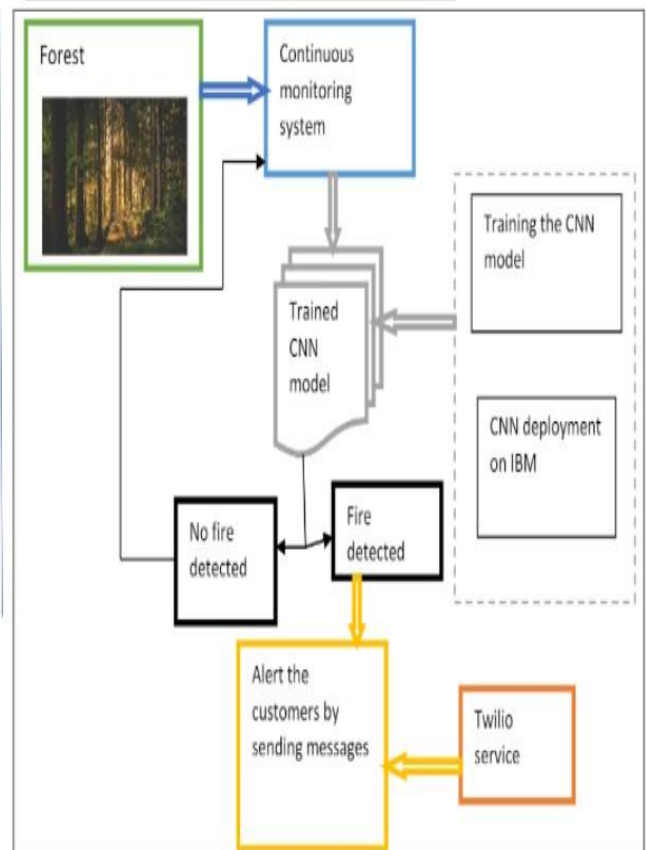 Forest
Continuous
monitoring
system
Training the CNN
model
Trained
CNN
model
CNN deployment
on IBM
No fire
detected
Fire
detected
Alert the
customers by
sending messages
Twilio
service